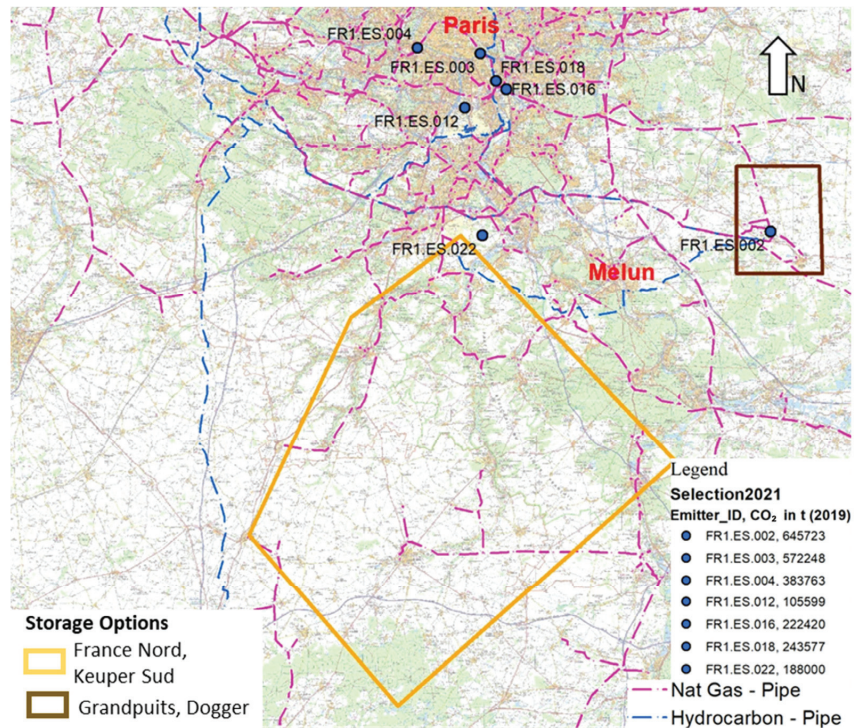 Paris
FR1.ES.004
FR1.ES.003
FR1.ES.018
FR1.ES.016
FR1.ES.012
N
FR1.ES.002
FR1.ES.022
Melun
Legend
Selection2021
Emitter_ID, CO₂ in t (2019)
FR1.ES.002, 645723
FR1.ES.003, 572248
FR1.ES.004, 383763
FR1.ES.012, 105599
FR1.ES.016, 222420
FR1.ES.018, 243577
FR1.ES.022, 188000
Nat Gas - Pipe
Hydrocarbon - Pipe
Storage Options
France Nord,
Keuper Sud
Grandpuits, Dogger